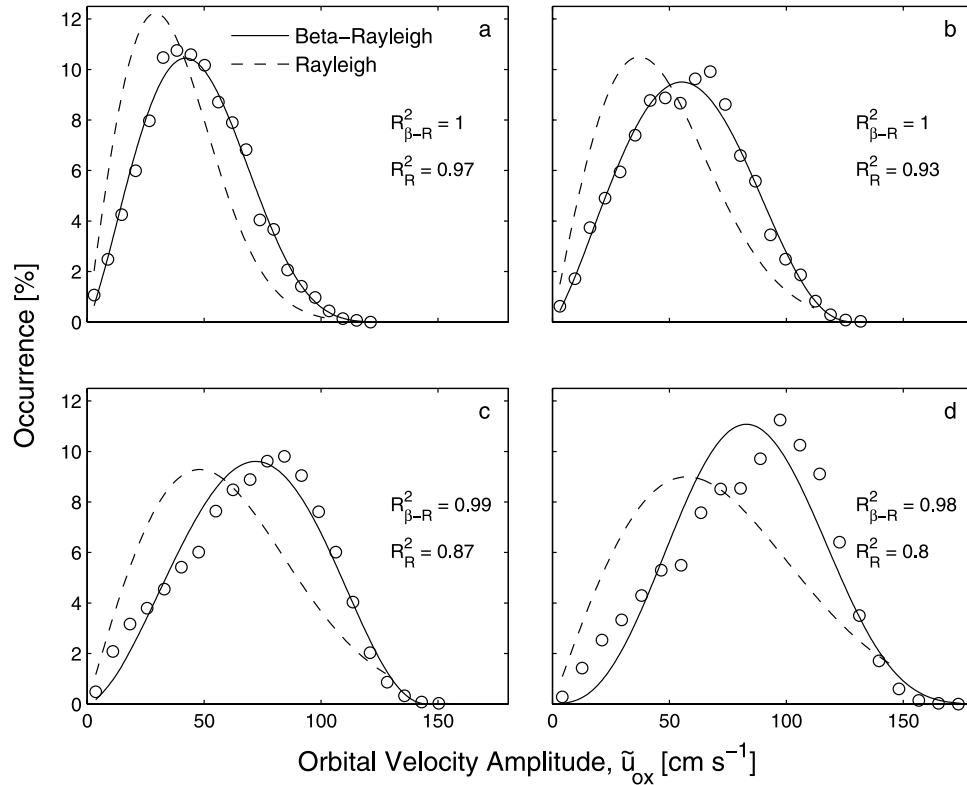 12
10
8
6
4
2
0
a
Beta−Rayleigh
Rayleigh
R²β−R = 1
R²R = 0.97
b
R²β−R = 1
R²R = 0.93
Occurrence [%]
12
10
8
6
4
2
0
0 50 100 150
c
R²β−R = 0.99
R²R = 0.87
0 50 100 150
d
R²β−R = 0.98
R²R = 0.8
Orbital Velocity Amplitude, ũox [cm s⁻¹]